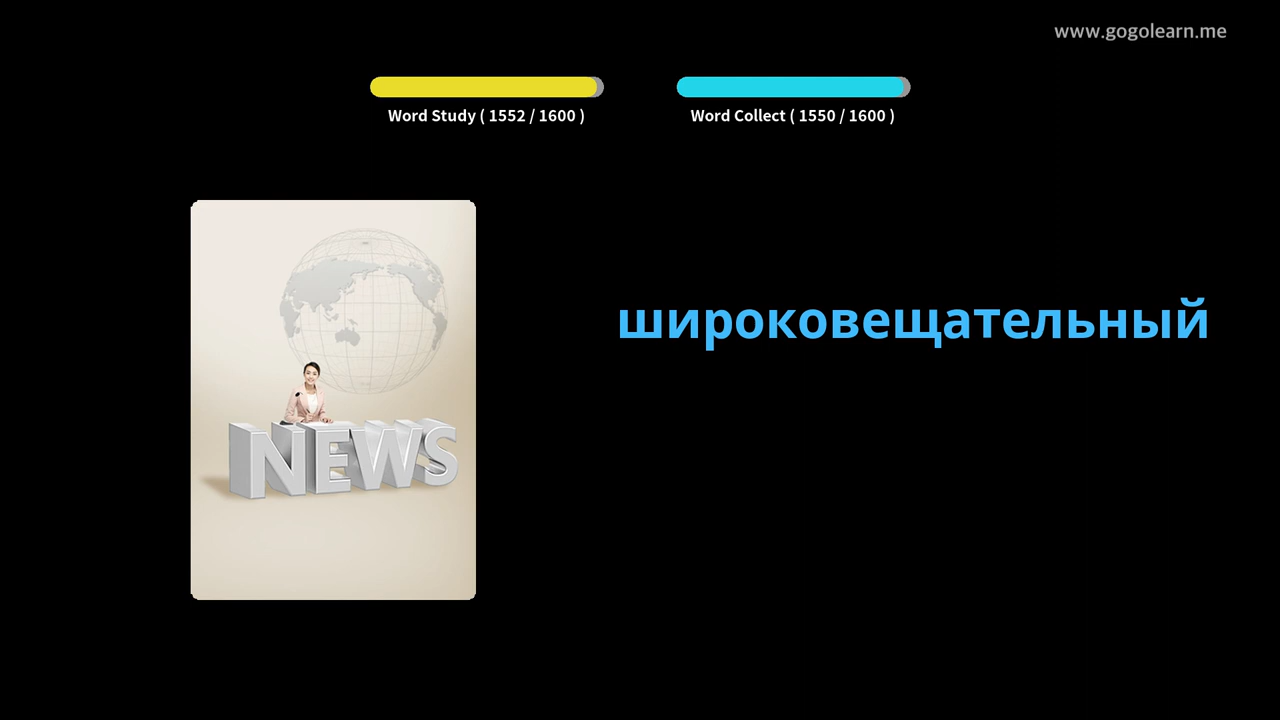 www.gogolearn.me
Word Study ( 1552 / 1600 )
Word Collect ( 1550 / 1600 )
широковещательный
NEWS